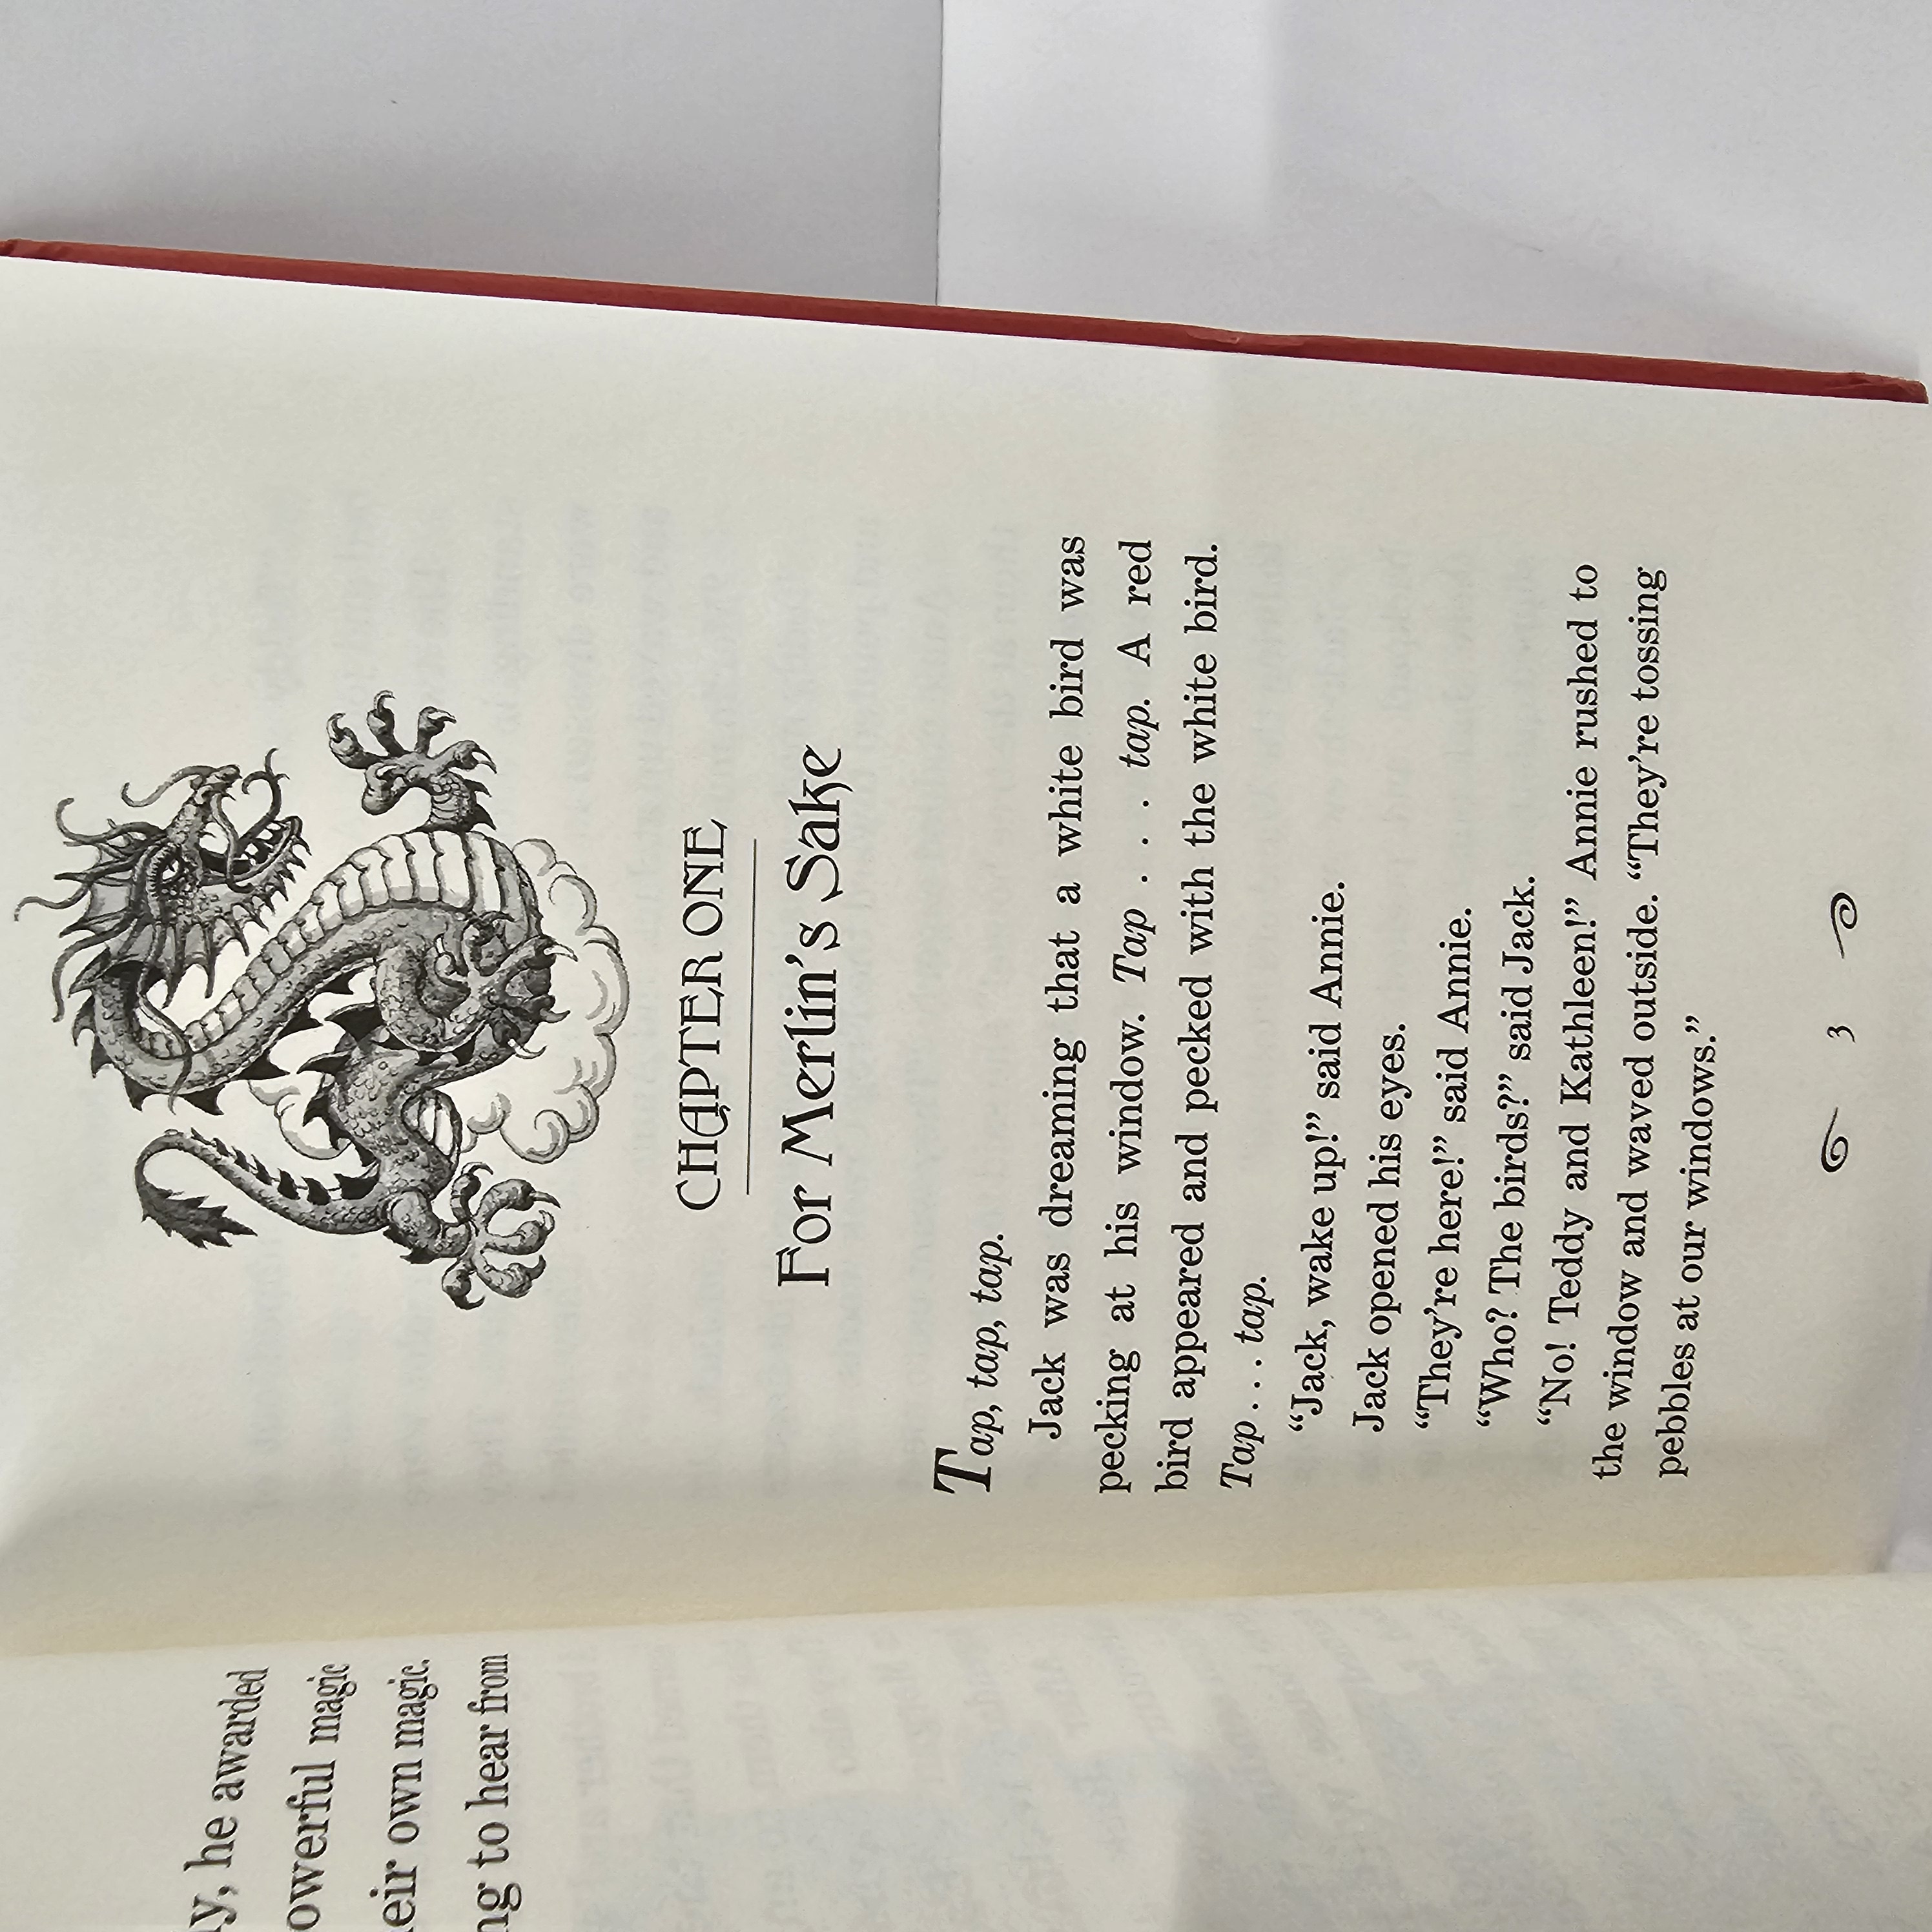 y, he awarded
owerful magic
eir own magic.
ng to hear from
CHAPTER ONE
For Merlin's Sake
Tap, tap, tap.
Jack was dreaming that a white bird was
pecking at his window. Tap . . . tap. A red
bird appeared and pecked with the white bird.
Tap . . . tap.
“Jack, wake up!” said Annie.
Jack opened his eyes.
“They're here!” said Annie.
“Who? The birds?” said Jack.
“No! Teddy and Kathleen!” Annie rushed to
the window and waved outside. “They're tossing
pebbles at our windows.”
3